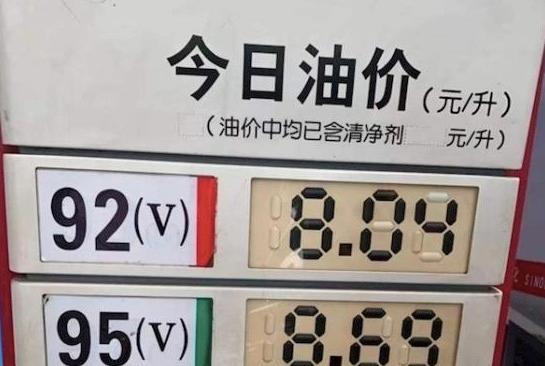 今日油价(元/升)
(油价中均已含清净剂 元/升)
92(V) 8.04
95(V) 8.69
SINO